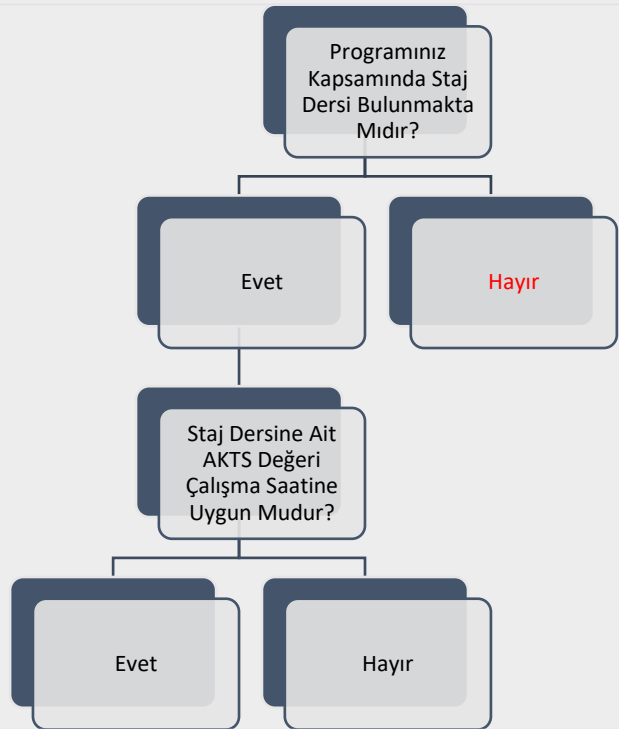 Programınız
Kapsamında Staj
Dersi Bulunmakta
Mıdır?
Evet
Hayır
Staj Dersine Ait
AKTS Değeri
Çalışma Saatine
Uygun Mudur?
Evet
Hayır